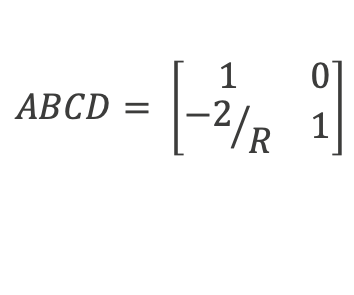 ABCD = [ 1 0
−2/R 1 ]